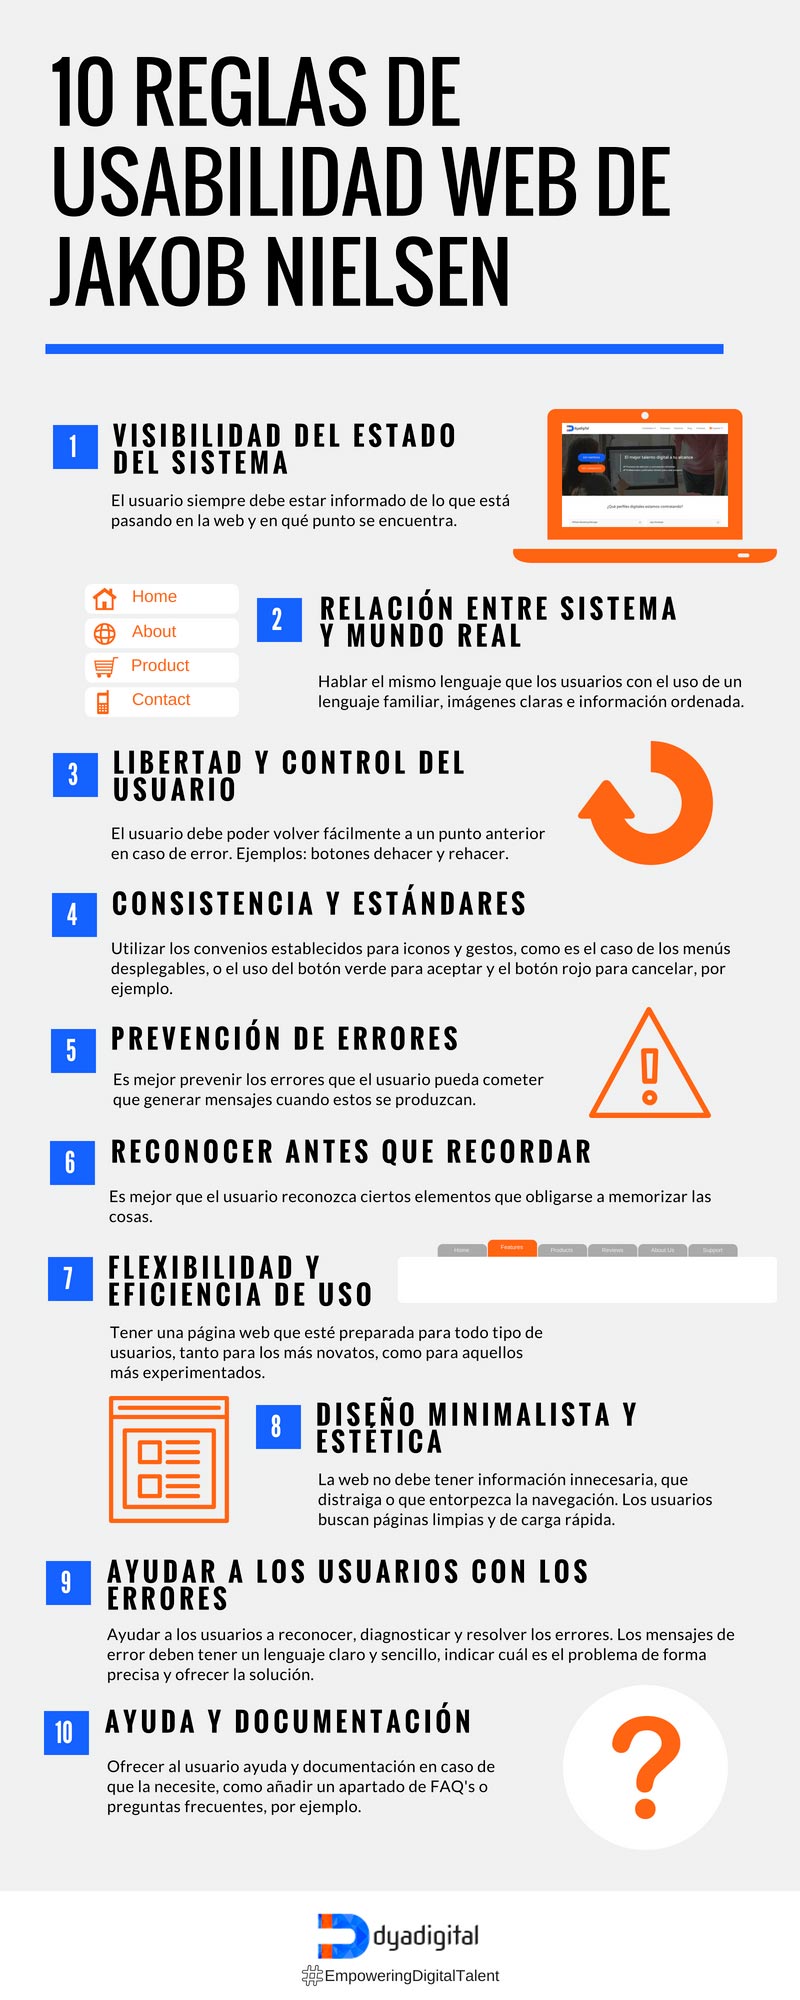 10 REGLAS DE
USABILIDAD WEB DE
JAKOB NIELSEN
1
VISIBILIDAD DEL ESTADO
DEL SISTEMA
El usuario siempre debe estar informado de lo que está
pasando en la web y en qué punto se encuentra.
dyadigital
El mejor talento digital a tu alcance
¿Qué perfiles digitales estamos contratando?
Home
About
Product
Contact
2
RELACIÓN ENTRE SISTEMA
Y MUNDO REAL
Hablar el mismo lenguaje que los usuarios con el uso de un
lenguaje familiar, imágenes claras e información ordenada.
3
LIBERTAD Y CONTROL DEL
USUARIO
El usuario debe poder volver fácilmente a un punto anterior
en caso de error. Ejemplos: botones dehacer y rehacer.
4
CONSISTENCIA Y ESTÁNDARES
Utilizar los convenios establecidos para iconos y gestos, como es el caso de los menús
desplegables, o el uso del botón verde para aceptar y el botón rojo para cancelar, por
ejemplo.
5
PREVENCIÓN DE ERRORES
Es mejor prevenir los errores que el usuario pueda cometer
que generar mensajes cuando estos se produzcan.
6
RECONOCER ANTES QUE RECORDAR
Es mejor que el usuario reconozca ciertos elementos que obligarse a memorizar las
cosas.
Home Features Products Reviews About Us Support
7
FLEXIBILIDAD Y
EFICIENCIA DE USO
Tener una página web que esté preparada para todo tipo de
usuarios, tanto para los más novatos, como para aquellos
más experimentados.
8
DISEÑO MINIMALISTA Y
ESTÉTICA
La web no debe tener información innecesaria, que
distraiga o que entorpezca la navegación. Los usuarios
buscan páginas limpias y de carga rápida.
9
AYUDAR A LOS USUARIOS CON LOS
ERRORES
Ayudar a los usuarios a reconocer, diagnosticar y resolver los errores. Los mensajes de
error deben tener un lenguaje claro y sencillo, indicar cuál es el problema de forma
precisa y ofrecer la solución.
10
AYUDA Y DOCUMENTACIÓN
Ofrecer al usuario ayuda y documentación en caso de
que la necesite, como añadir un apartado de FAQ's o
preguntas frecuentes, por ejemplo.
?
dyadigital
#EmpoweringDigitalTalent